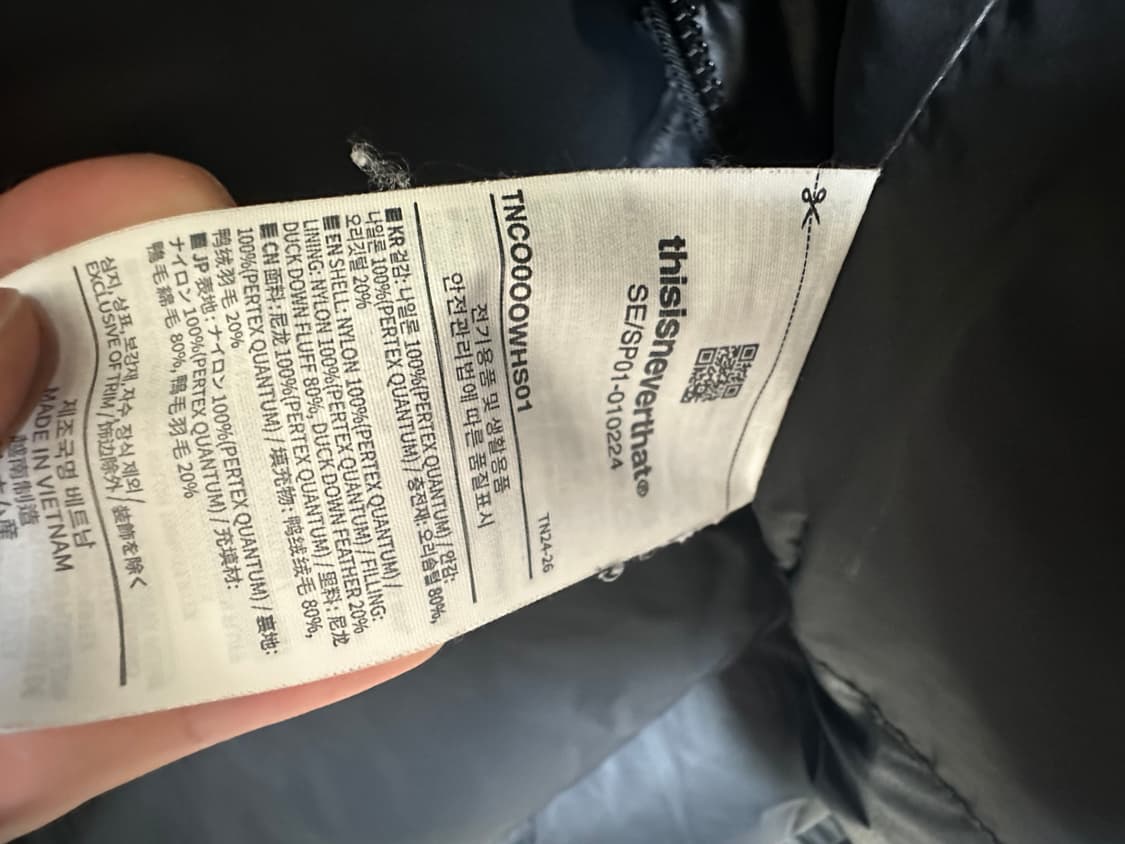 thisisneverthat®
SE/SP01-010224
TN24-26
TNCO000WHS01
전기용품 및 생활용품
안전관리법에 따른 품질표시
■ KR 겉감: 나일론 100%(PERTEX QUANTUM) / 안감:
나일론 100%(PERTEX QUANTUM) / 충전재: 오리솜털 80%,
오리깃털 20%
■ EN SHELL: NYLON 100%(PERTEX QUANTUM) /
LINING: NYLON 100%(PERTEX QUANTUM) / FILLING:
DUCK DOWN FLUFF 80%, DUCK DOWN FEATHER 20%
■ CN 面料: 尼龙 100%(PERTEX QUANTUM) / 里料: 尼龙
100%(PERTEX QUANTUM) / 填充物: 鸭绒绒毛 80%,
鸭绒羽毛 20%
■ JP 表地: ナイロン 100%(PERTEX QUANTUM) / 裏地:
ナイロン 100%(PERTEX QUANTUM) / 充填材:
鴨毛綿毛 80%, 鴨毛羽毛 20%
심지, 상표, 보강재, 자수, 장식 제외 /
EXCLUSIVE OF TRIM / 饰边除外 / 装飾を除く
제조국명 베트남
MADE IN VIETNAM
越南制造